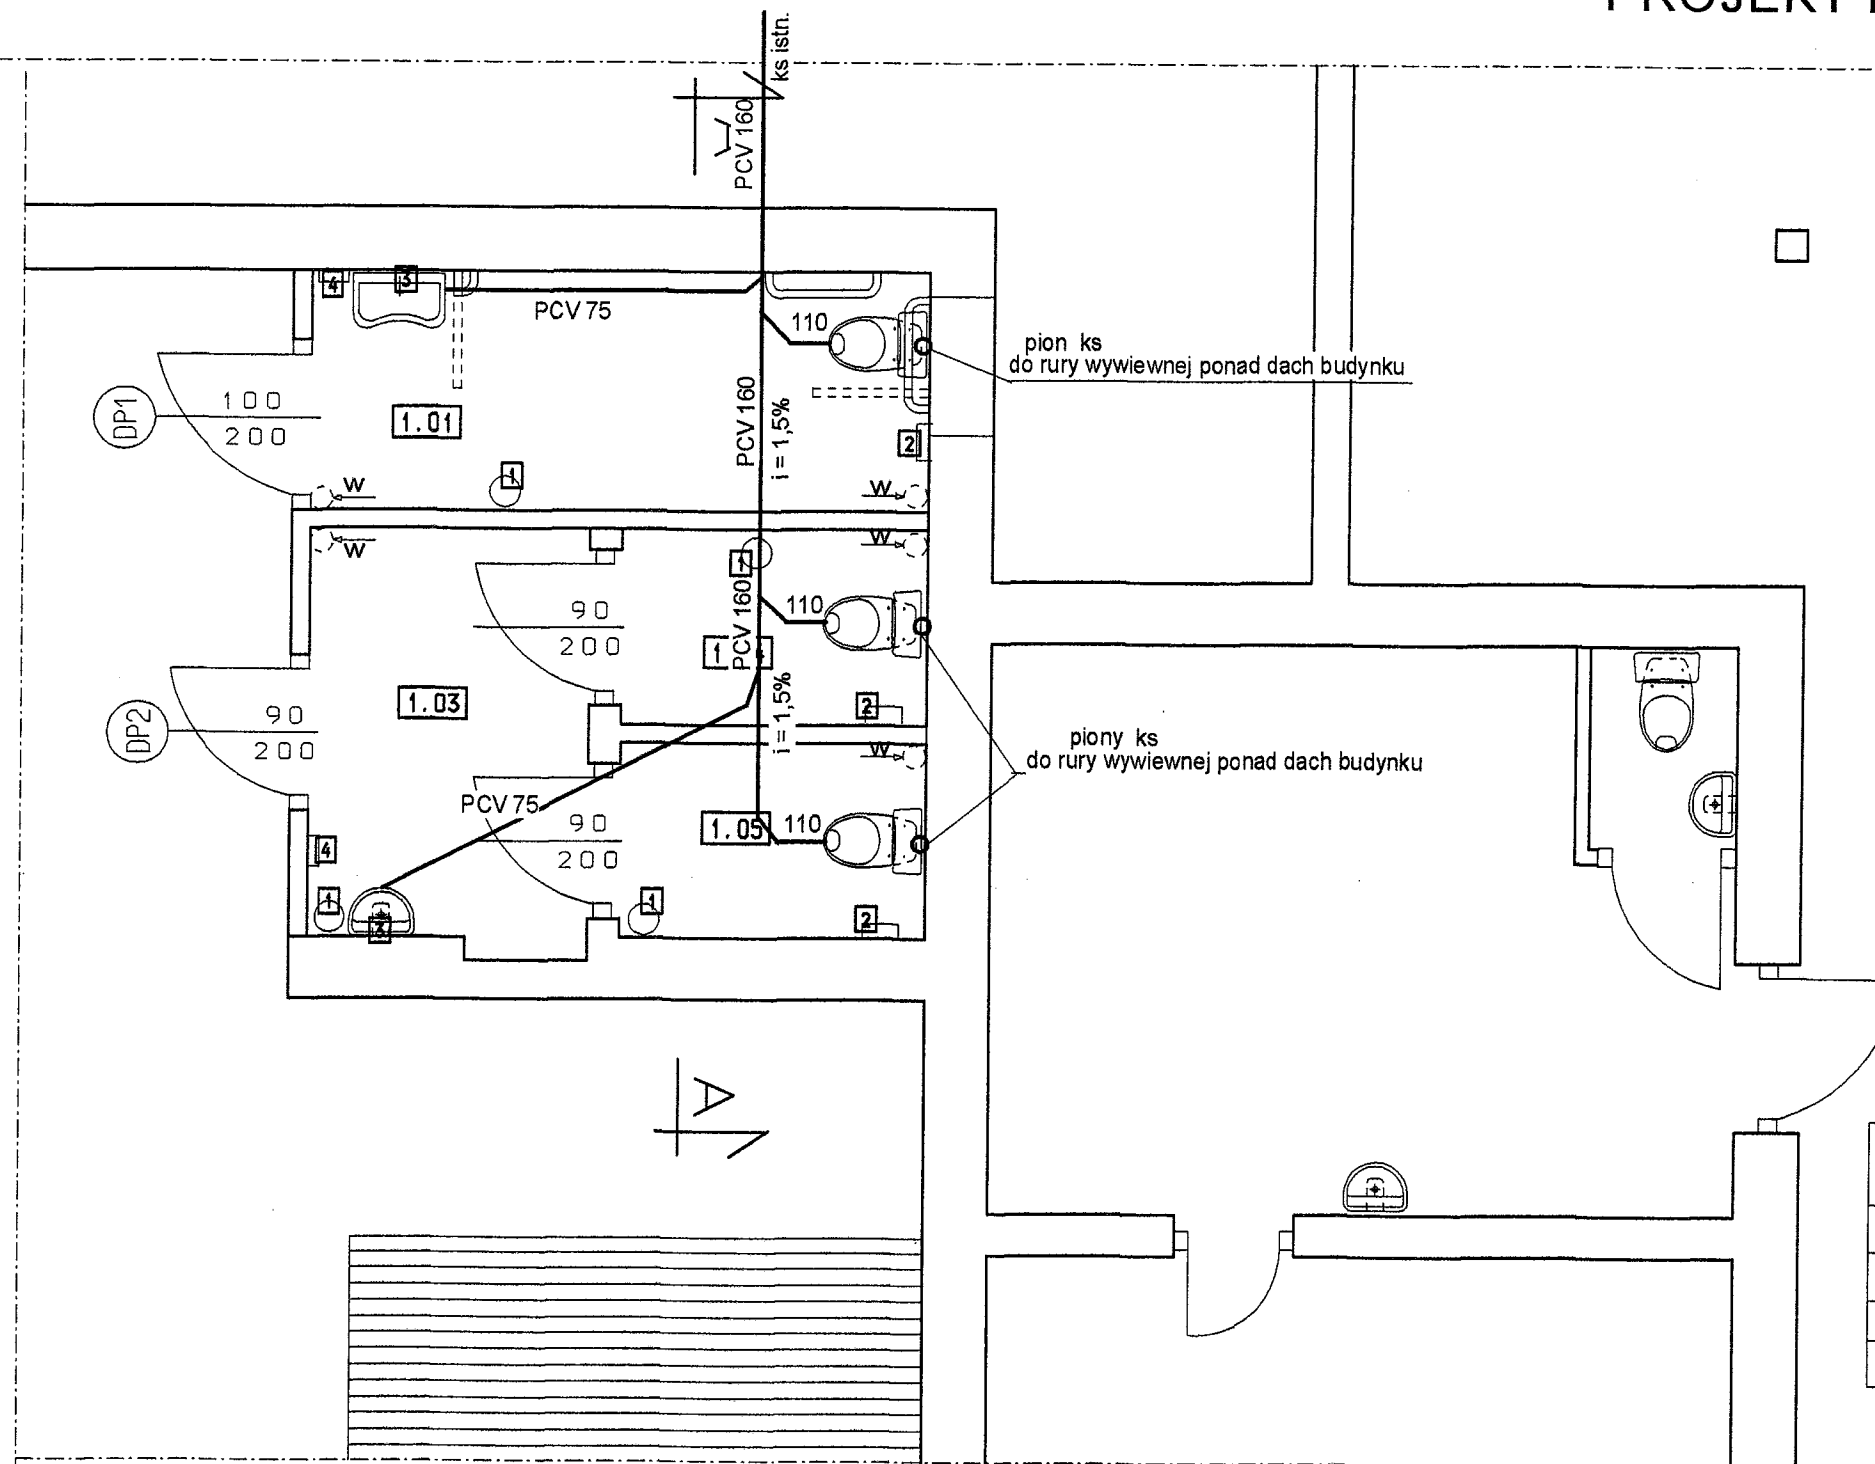 ks istn.
PCV 160
4
3
PCV 75
110
pion ks
do rury wywiewnej ponad dach budynku
DP1
100
200
1.01
PCV 160
i = 1,5%
2
1
W
W
W
W
1
90
200
PCV 160
110
1.03
DP2
90
200
2
i = 1,5%
W
piony ks
do rury wywiewnej ponad dach budynku
PCV 75
90
200
1.05
110
4
1
3
1
2
A